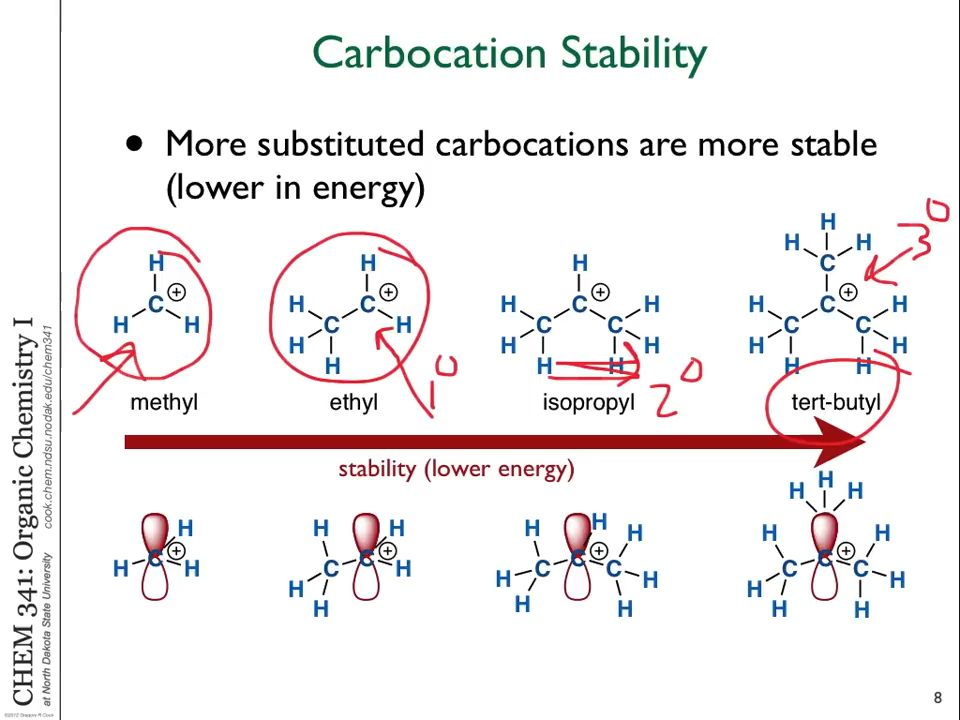 Carbocation Stability
• More substituted carbocations are more stable
(lower in energy)
H
C
+
H
H
H
C
+
H
H
C
H
H
H
C
+
H
C
H
H
C
H
H
H
H
H
H
C
C
+
H
C
H
H
C
H
H
H
1°
2°
3°
methyl
ethyl
isopropyl
tert-butyl
stability (lower energy)
H
C
+
H
H
H
H
C
+
H
C
H
H
H
H
H
C
+
C
C
H
H
H
H
H
H
H
H
H
C
+
H
C
C
H
H
H
H
CHEM 341: Organic Chemistry I
at North Dakota State University
cook.chem.ndsu.nodak.edu/chem341
8